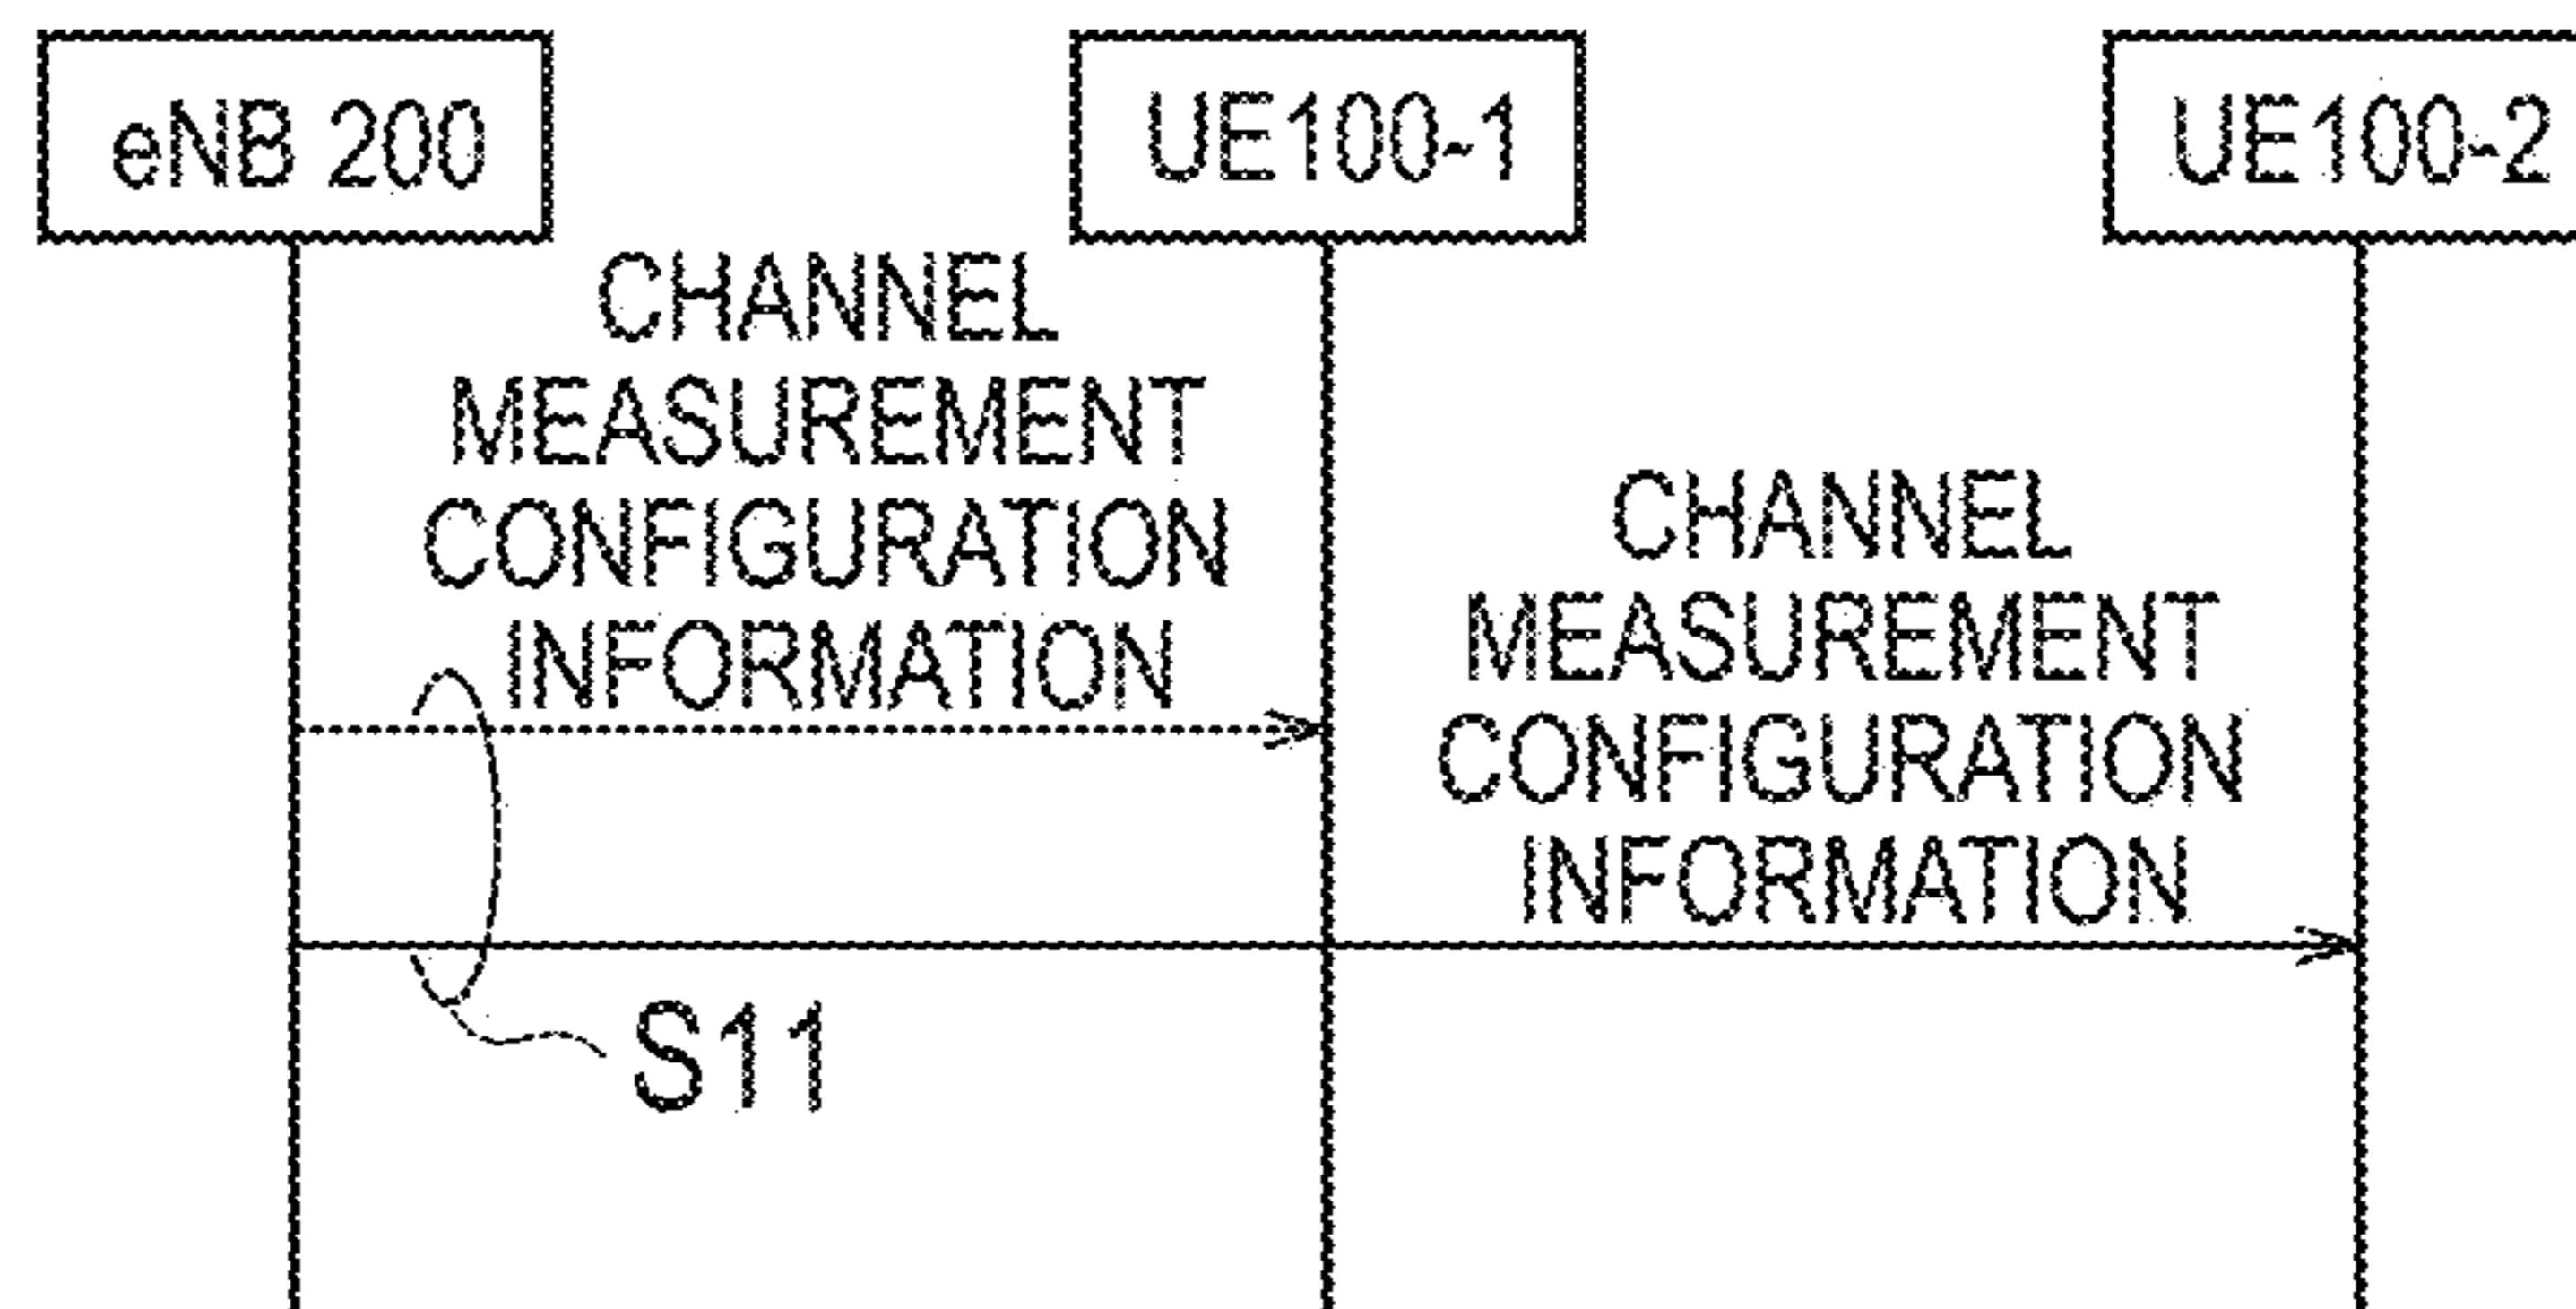 eNB 200
UE100-1
UE100-2
CHANNEL
MEASUREMENT
CONFIGURATION
INFORMATION
CHANNEL
MEASUREMENT
CONFIGURATION
INFORMATION
S11